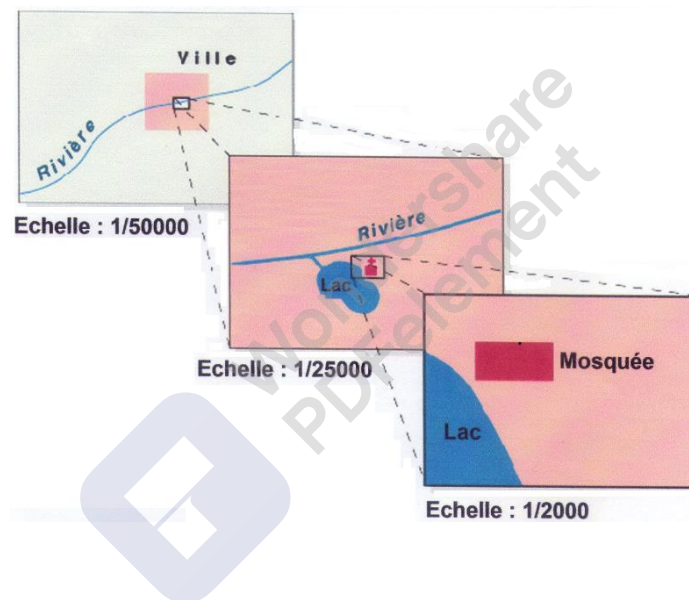 Ville
Rivière
Echelle : 1/50000
Rivière
Lac
Echelle : 1/25000
Mosquée
Lac
Echelle : 1/2000
Wondershare
PDFelement